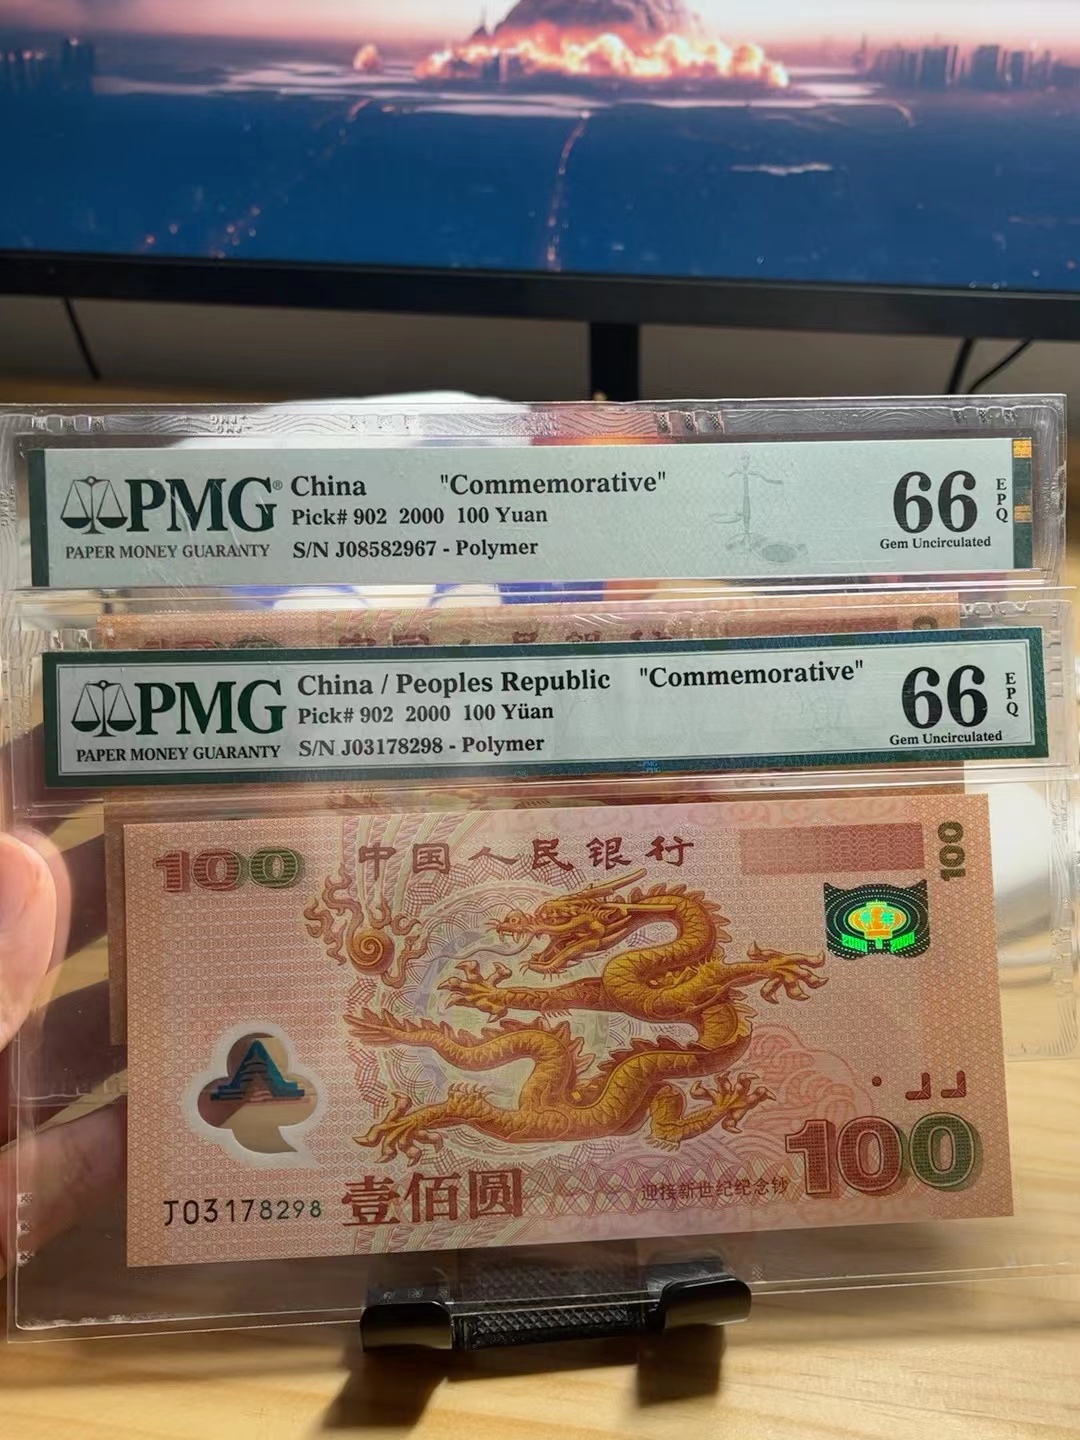 PMG® China "Commemorative" 66 EPQ
Pick# 902 2000 100 Yuan
PAPER MONEY GUARANTY S/N J08582967 - Polymer Gem Uncirculated
PMG China / Peoples Republic "Commemorative" 66 EPQ
Pick# 902 2000 100 Yüan
PAPER MONEY GUARANTY S/N J03178298 - Polymer Gem Uncirculated
100 中国人民银行 100
2000 2000
100
J03178298 壹佰圆 迎接新世纪纪念钞